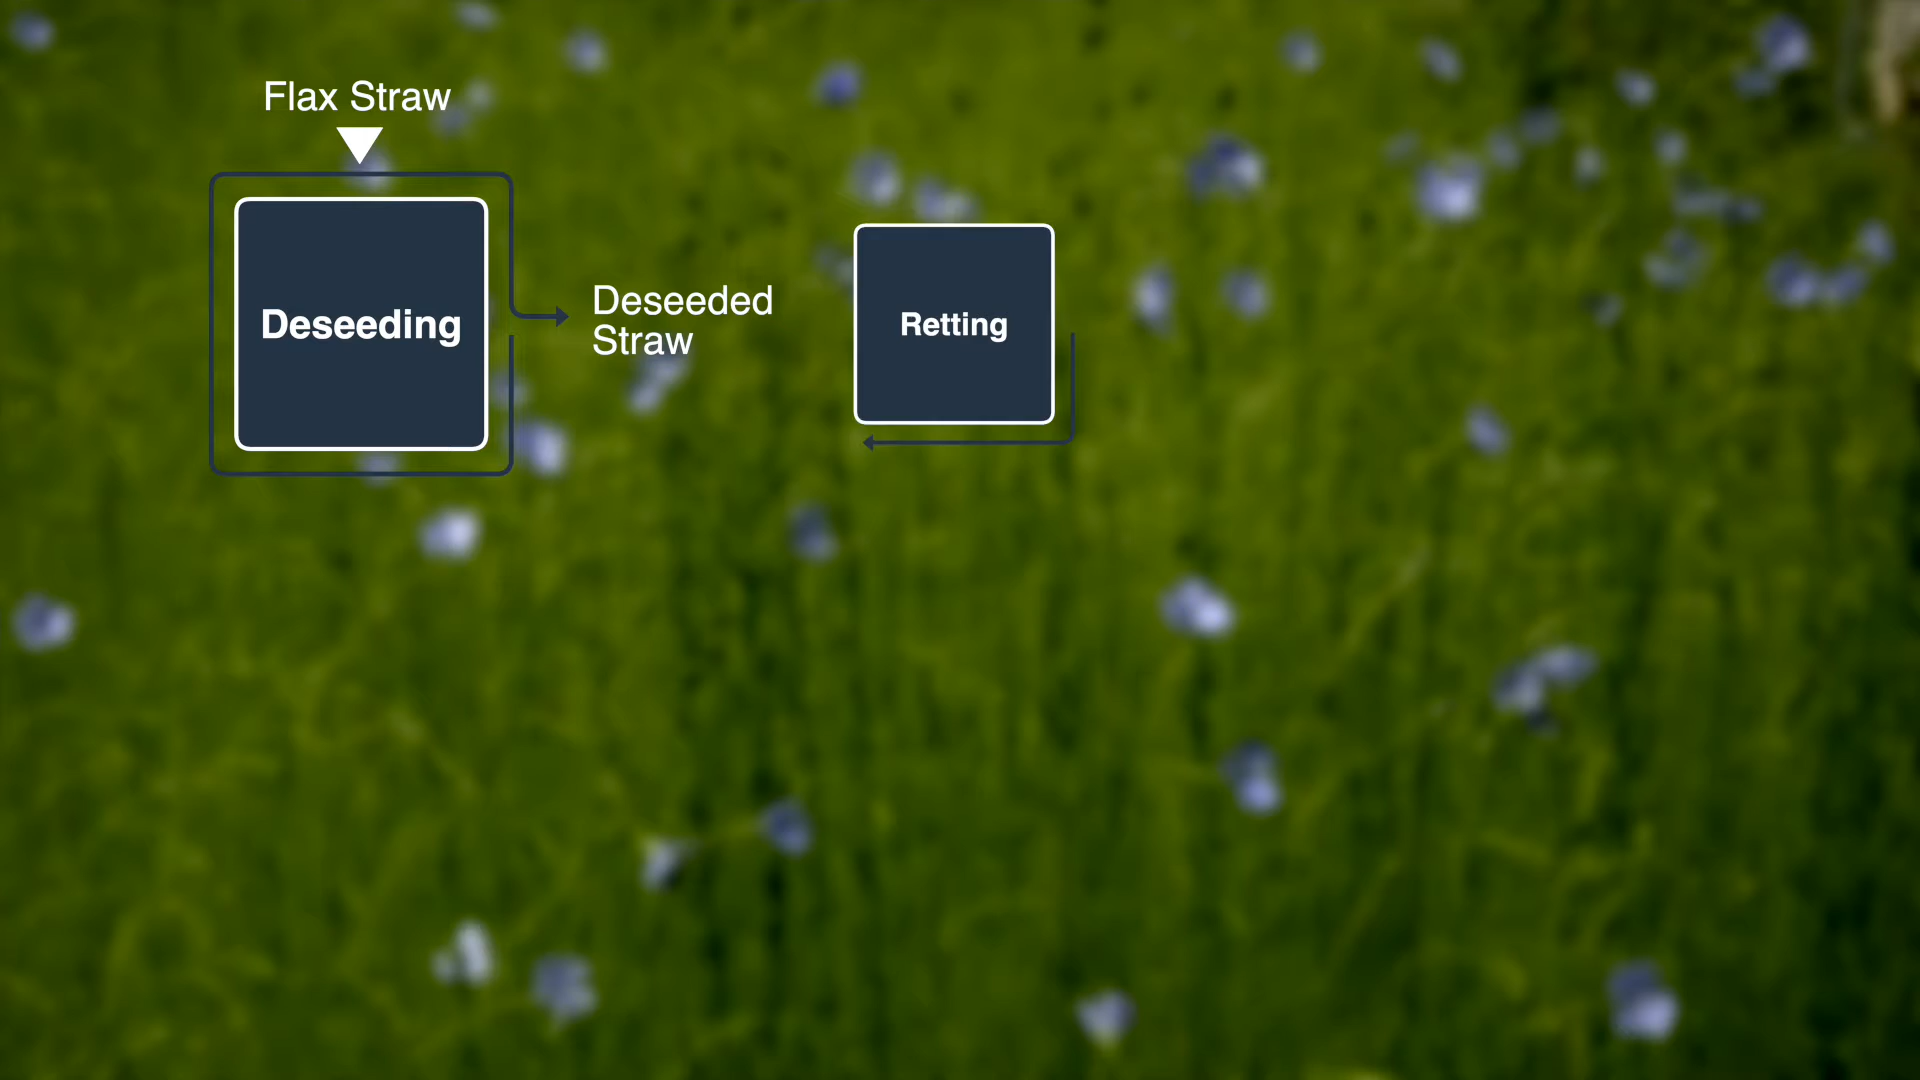 Flax Straw
Deseeding
Deseeded
Straw
Retting